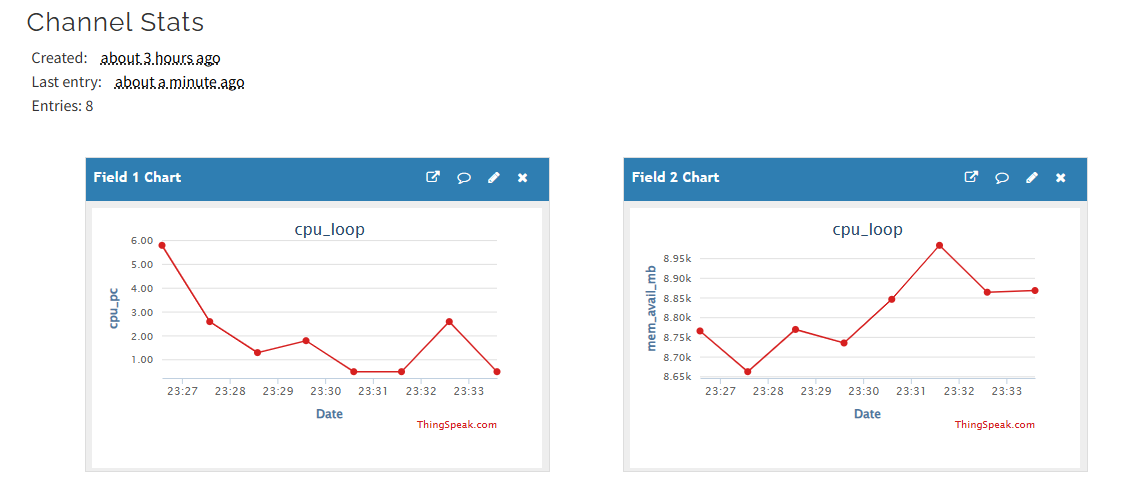 Channel Stats
Created: about 3 hours ago
Last entry: about a minute ago
Entries: 8
Field 1 Chart
cpu_loop
cpu_pc
6.00
5.00
4.00
3.00
2.00
1.00
23:27 23:28 23:29 23:30 23:31 23:32 23:33
Date
ThingSpeak.com
Field 2 Chart
cpu_loop
mem_avail_mb
8.95k
8.90k
8.85k
8.80k
8.75k
8.70k
8.65k
23:27 23:28 23:29 23:30 23:31 23:32 23:33
Date
ThingSpeak.com